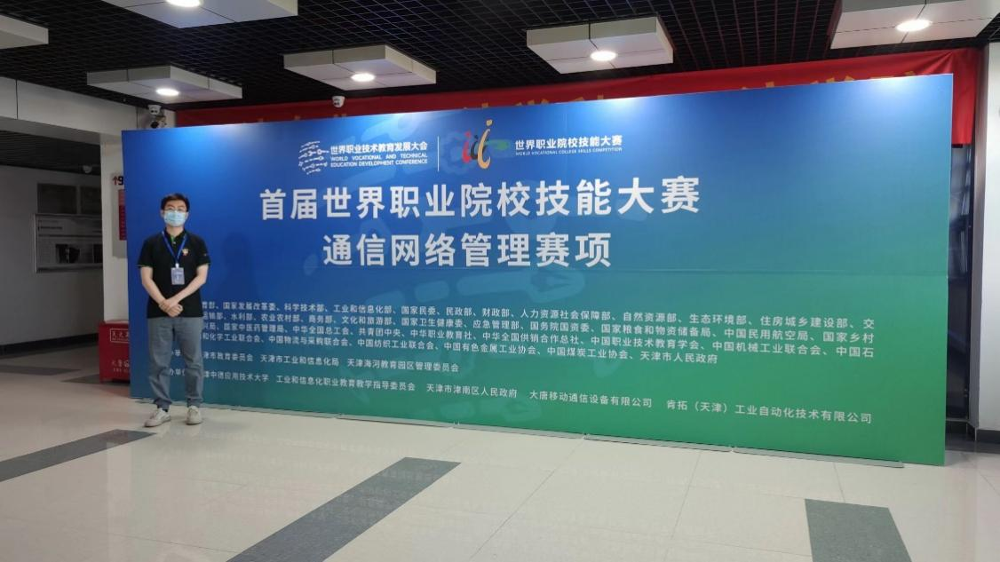 世界职业技术教育发展大会
WORLD VOCATIONAL AND TECHNICAL
EDUCATION DEVELOPMENT CONFERENCE
世界职业院校技能大赛
WORLD VOCATIONAL COLLEGE SKILLS COMPETITION
首届世界职业院校技能大赛
通信网络管理赛项
育部、国家发展改革委、科学技术部、工业和信息化部、国家民委、民政部、财政部、人力资源社会保障部、自然资源部、生态环境部、住房城乡建设部、交
运输部、水利部、农业农村部、商务部、文化和旅游部、国家卫生健康委、应急管理部、国务院国资委、国家粮食和物资储备局、中国民用航空局、国家乡村
兴局、国家中医药管理局、中华全国总工会、共青团中央、中华职业教育社、中华全国供销合作总社、中国职业技术教育学会、中国机械工业联合会、中国石
和化学工业联合会、中国物流与采购联合会、中国纺织工业联合会、中国有色金属工业协会、中国煤炭工业协会、天津市人民政府
津市教育委员会 天津市工业和信息化局 天津海河教育园区管理委员会
办单 津中德应用技术大学 工业和信息化职业教育教学指导委员会 天津市津南区人民政府 大唐移动通信设备有限公司 肯拓（天津）工业自动化技术有限公司